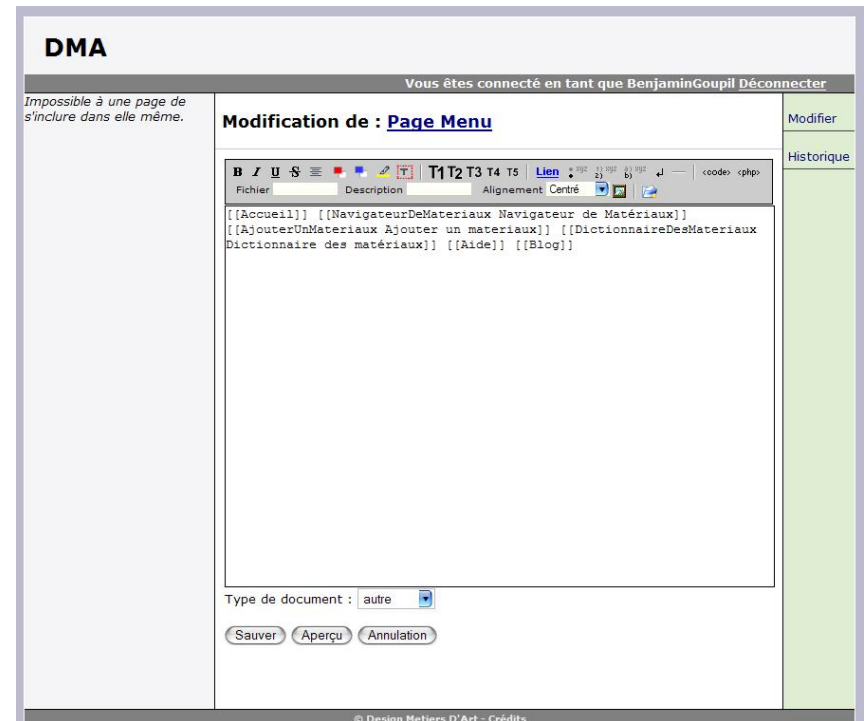 DMA
Vous êtes connecté en tant que BenjaminGoupil Déconnecter
Impossible à une page de
s'inclure dans elle même.
Modification de : Page Menu
Modifier
Historique
B I U S T T1 T2 T3 T4 T5 Lien <code> <php>
Fichier Description Alignement Centré
[[Accueil]] [[NavigateurDeMateriaux Navigateur de Matériaux]]
[[AjouterUnMateriaux Ajouter un materiaux]] [[DictionnaireDesMateriaux
Dictionnaire des matériaux]] [[Aide]] [[Blog]]
Type de document : autre
Sauver Aperçu Annulation
© Design Metiers D'Art - Crédits